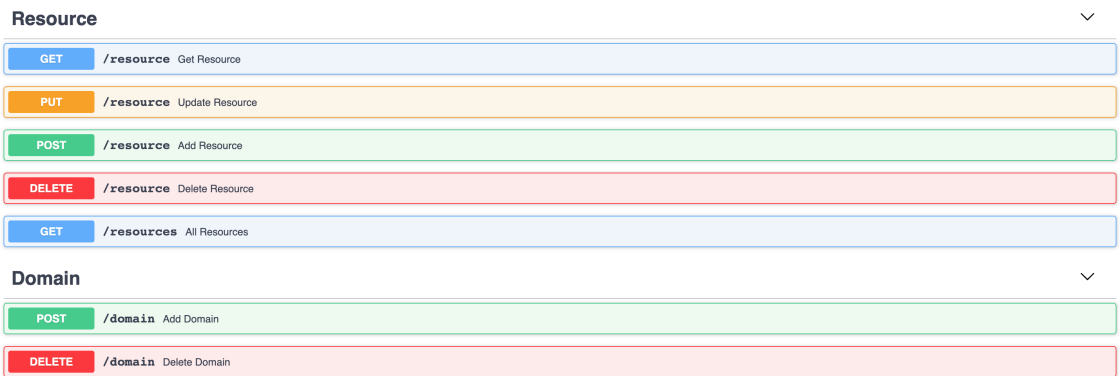 Resource
GET /resource Get Resource
PUT /resource Update Resource
POST /resource Add Resource
DELETE /resource Delete Resource
GET /resources All Resources
Domain
POST /domain Add Domain
DELETE /domain Delete Domain